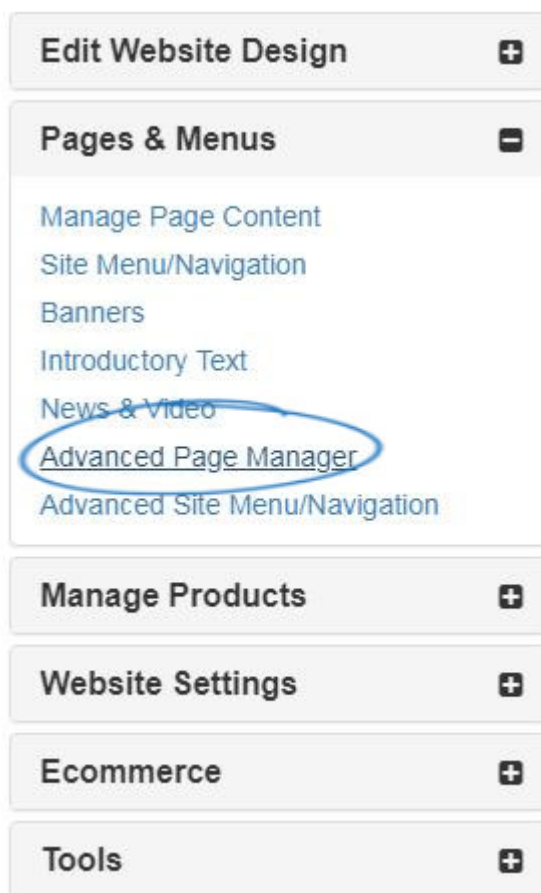 Edit Website Design
Pages & Menus
Manage Page Content
Site Menu/Navigation
Banners
Introductory Text
News & Video
Advanced Page Manager
Advanced Site Menu/Navigation
Manage Products
Website Settings
Ecommerce
Tools